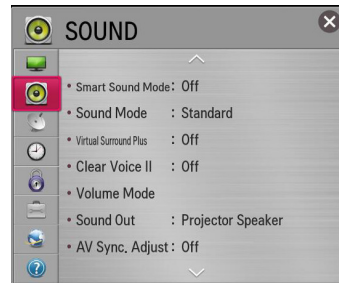 SOUND
• Smart Sound Mode: Off
• Sound Mode : Standard
• Virtual Surround Plus : Off
• Clear Voice II : Off
• Volume Mode
• Sound Out : Projector Speaker
• AV Sync. Adjust : Off
?